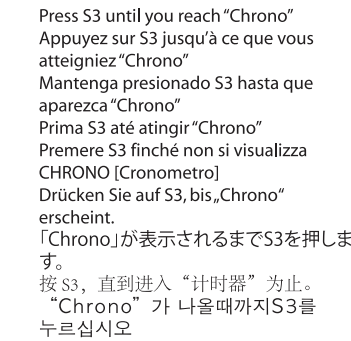 Press S3 until you reach “Chrono”
Appuyez sur S3 jusqu’à ce que vous
atteigniez “Chrono”
Mantenga presionado S3 hasta que
aparezca “Chrono”
Prima S3 até atingir “Chrono”
Premere S3 finché non si visualizza
CHRONO [Cronometro]
Drücken Sie auf S3, bis „Chrono“
erscheint.
「Chrono」が表示されるまでS3を押しま
す。
按 S3，直到进入“计时器”为止。
“Chrono”가 나올때까지S3를
누르십시오